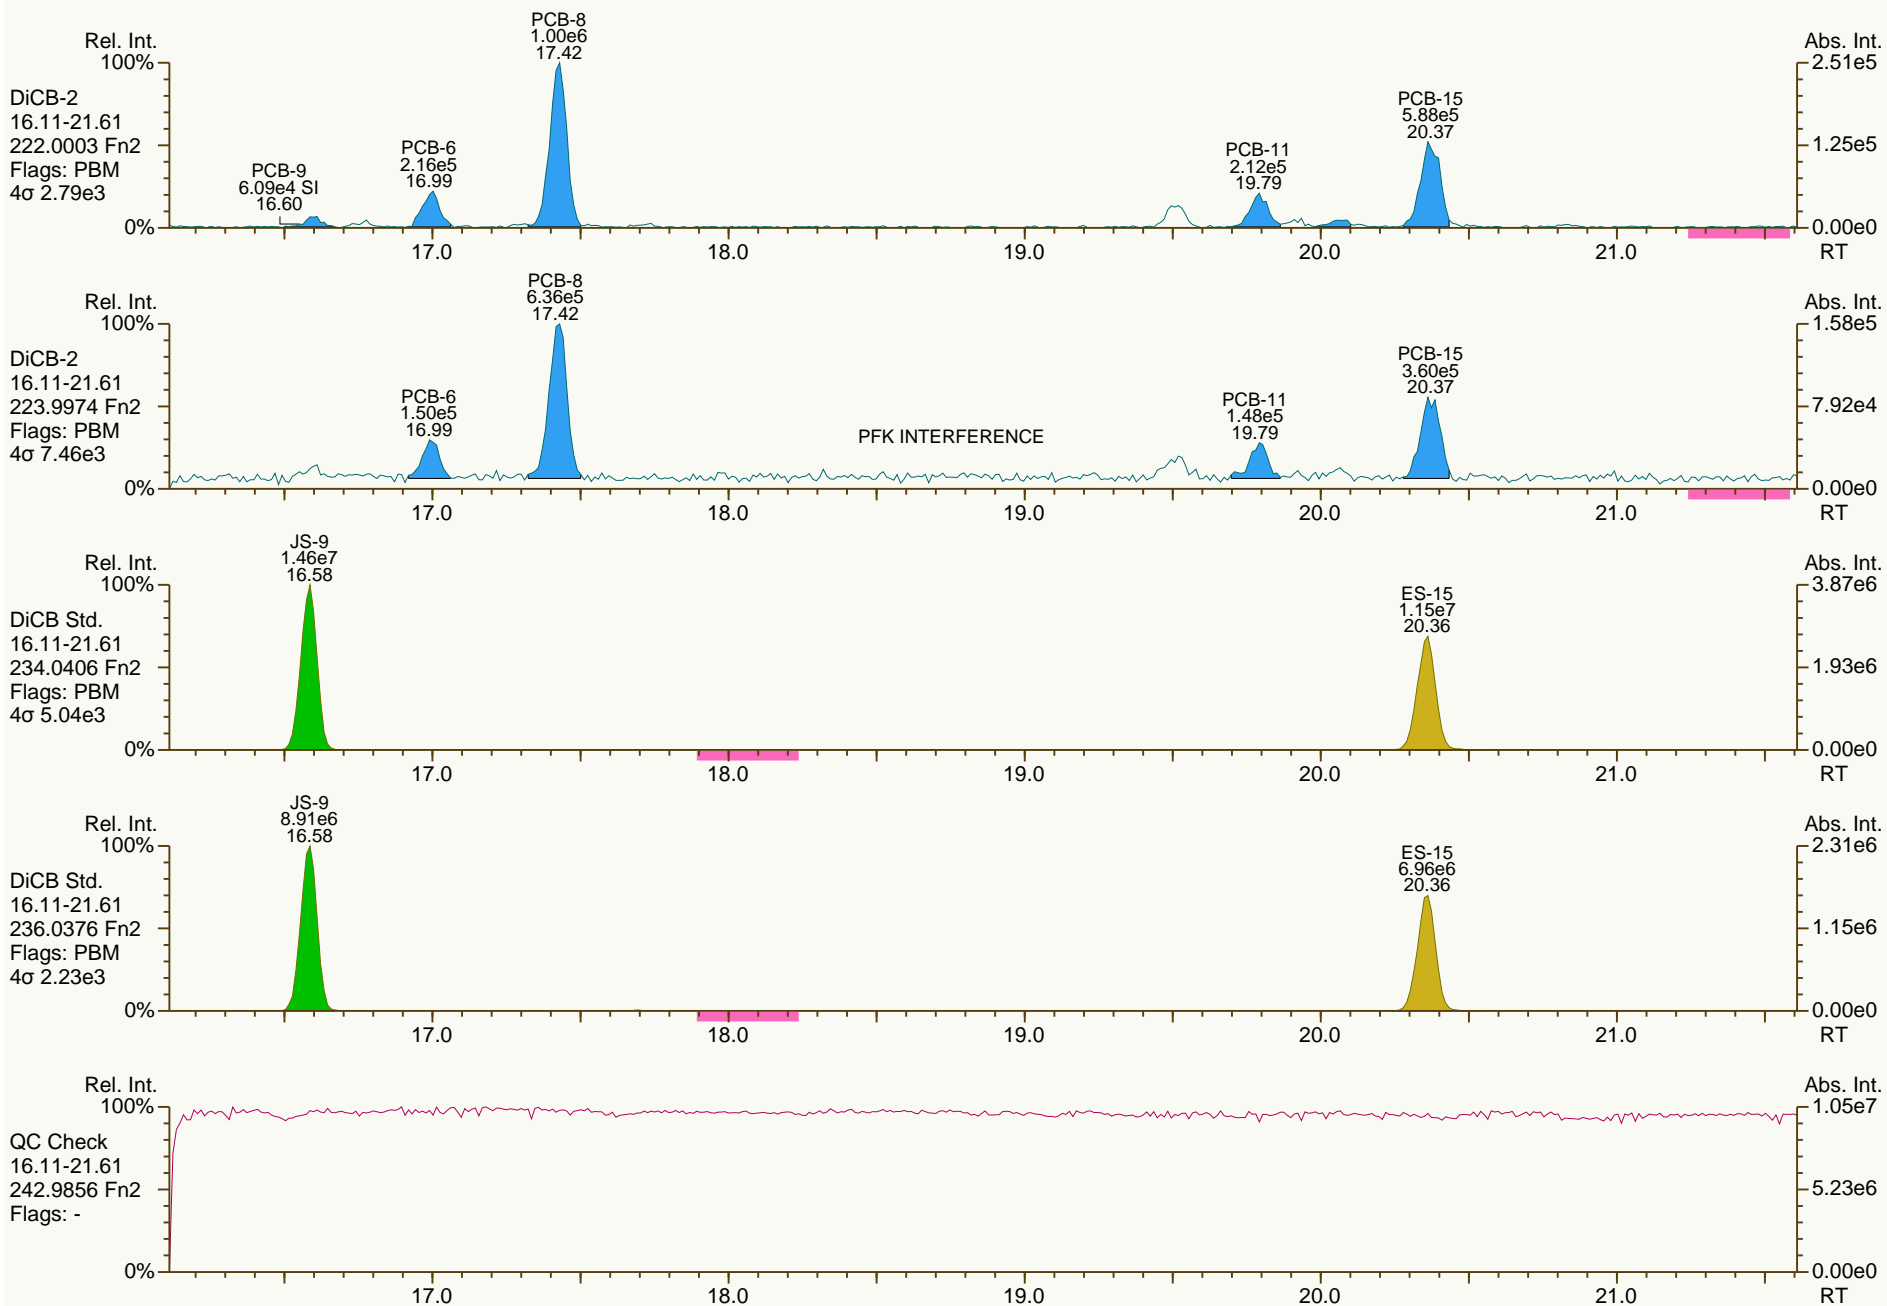 PCB-8
1.00e6
17.42
Rel. Int.
Abs. Int.
100%
2.51e5
DiCB-2
16.11-21.61
222.0003 Fn2
Flags: PBM
4σ 2.79e3
PCB-9
6.09e4 SI
16.60
PCB-6
2.16e5
16.99
PCB-11
2.12e5
19.79
PCB-15
5.88e5
20.37
1.25e5
0%
0.00e0
17.0
18.0
19.0
20.0
21.0
RT
PCB-8
6.36e5
17.42
Rel. Int.
Abs. Int.
100%
1.58e5
DiCB-2
16.11-21.61
223.9974 Fn2
Flags: PBM
4σ 7.46e3
PCB-6
1.50e5
16.99
PFK INTERFERENCE
PCB-11
1.48e5
19.79
PCB-15
3.60e5
20.37
7.92e4
0%
0.00e0
17.0
18.0
19.0
20.0
21.0
RT
JS-9
1.46e7
16.58
Rel. Int.
Abs. Int.
100%
3.87e6
DiCB Std.
16.11-21.61
234.0406 Fn2
Flags: PBM
4σ 5.04e3
ES-15
1.15e7
20.36
1.93e6
0%
0.00e0
17.0
18.0
19.0
20.0
21.0
RT
JS-9
8.91e6
16.58
Rel. Int.
Abs. Int.
100%
2.31e6
DiCB Std.
16.11-21.61
236.0376 Fn2
Flags: PBM
4σ 2.23e3
ES-15
6.96e6
20.36
1.15e6
0%
0.00e0
17.0
18.0
19.0
20.0
21.0
RT
Rel. Int.
Abs. Int.
100%
1.05e7
QC Check
16.11-21.61
242.9856 Fn2
Flags: -
5.23e6
0%
0.00e0
17.0
18.0
19.0
20.0
21.0
RT